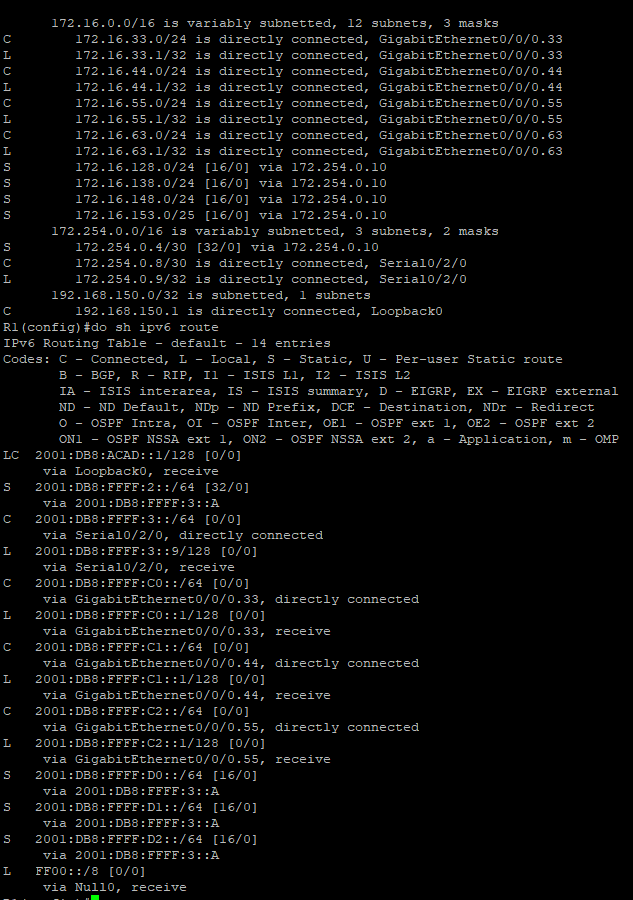 172.16.0.0/16 is variably subnetted, 12 subnets, 3 masks
C 172.16.33.0/24 is directly connected, GigabitEthernet0/0/0.33
L 172.16.33.1/32 is directly connected, GigabitEthernet0/0/0.33
C 172.16.44.0/24 is directly connected, GigabitEthernet0/0/0.44
L 172.16.44.1/32 is directly connected, GigabitEthernet0/0/0.44
C 172.16.55.0/24 is directly connected, GigabitEthernet0/0/0.55
L 172.16.55.1/32 is directly connected, GigabitEthernet0/0/0.55
C 172.16.63.0/24 is directly connected, GigabitEthernet0/0/0.63
L 172.16.63.1/32 is directly connected, GigabitEthernet0/0/0.63
S 172.16.128.0/24 [16/0] via 172.254.0.10
S 172.16.138.0/24 [16/0] via 172.254.0.10
S 172.16.148.0/24 [16/0] via 172.254.0.10
S 172.16.153.0/25 [16/0] via 172.254.0.10
172.254.0.0/16 is variably subnetted, 3 subnets, 2 masks
S 172.254.0.4/30 [32/0] via 172.254.0.10
C 172.254.0.8/30 is directly connected, Serial0/2/0
L 172.254.0.9/32 is directly connected, Serial0/2/0
192.168.150.0/32 is subnetted, 1 subnets
C 192.168.150.1 is directly connected, Loopback0
R1(config)#do sh ipv6 route
IPv6 Routing Table - default - 14 entries
Codes: C - Connected, L - Local, S - Static, U - Per-user Static route
B - BGP, R - RIP, I1 - ISIS L1, I2 - ISIS L2
IA - ISIS interarea, IS - ISIS summary, D - EIGRP, EX - EIGRP external
ND - ND Default, NDp - ND Prefix, DCE - Destination, NDr - Redirect
O - OSPF Intra, OI - OSPF Inter, OE1 - OSPF ext 1, OE2 - OSPF ext 2
ON1 - OSPF NSSA ext 1, ON2 - OSPF NSSA ext 2, a - Application, m - OMP
LC 2001:DB8:ACAD::1/128 [0/0]
via Loopback0, receive
S 2001:DB8:FFFF:2::/64 [32/0]
via 2001:DB8:FFFF:3::A
C 2001:DB8:FFFF:3::/64 [0/0]
via Serial0/2/0, directly connected
L 2001:DB8:FFFF:3::9/128 [0/0]
via Serial0/2/0, receive
C 2001:DB8:FFFF:C0::/64 [0/0]
via GigabitEthernet0/0/0.33, directly connected
L 2001:DB8:FFFF:C0::1/128 [0/0]
via GigabitEthernet0/0/0.33, receive
C 2001:DB8:FFFF:C1::/64 [0/0]
via GigabitEthernet0/0/0.44, directly connected
L 2001:DB8:FFFF:C1::1/128 [0/0]
via GigabitEthernet0/0/0.44, receive
C 2001:DB8:FFFF:C2::/64 [0/0]
via GigabitEthernet0/0/0.55, directly connected
L 2001:DB8:FFFF:C2::1/128 [0/0]
via GigabitEthernet0/0/0.55, receive
S 2001:DB8:FFFF:D0::/64 [16/0]
via 2001:DB8:FFFF:3::A
S 2001:DB8:FFFF:D1::/64 [16/0]
via 2001:DB8:FFFF:3::A
S 2001:DB8:FFFF:D2::/64 [16/0]
via 2001:DB8:FFFF:3::A
L FF00::/8 [0/0]
via Null0, receive